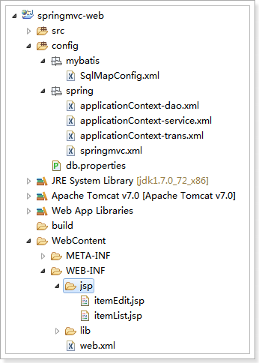 springmvc-web
src
config
mybatis
SqlMapConfig.xml
spring
applicationContext-dao.xml
applicationContext-service.xml
applicationContext-trans.xml
springmvc.xml
db.properties
JRE System Library [jdk1.7.0_72_x86]
Apache Tomcat v7.0 [Apache Tomcat v7.0]
Web App Libraries
build
WebContent
META-INF
WEB-INF
jsp
itemEdit.jsp
itemList.jsp
lib
web.xml